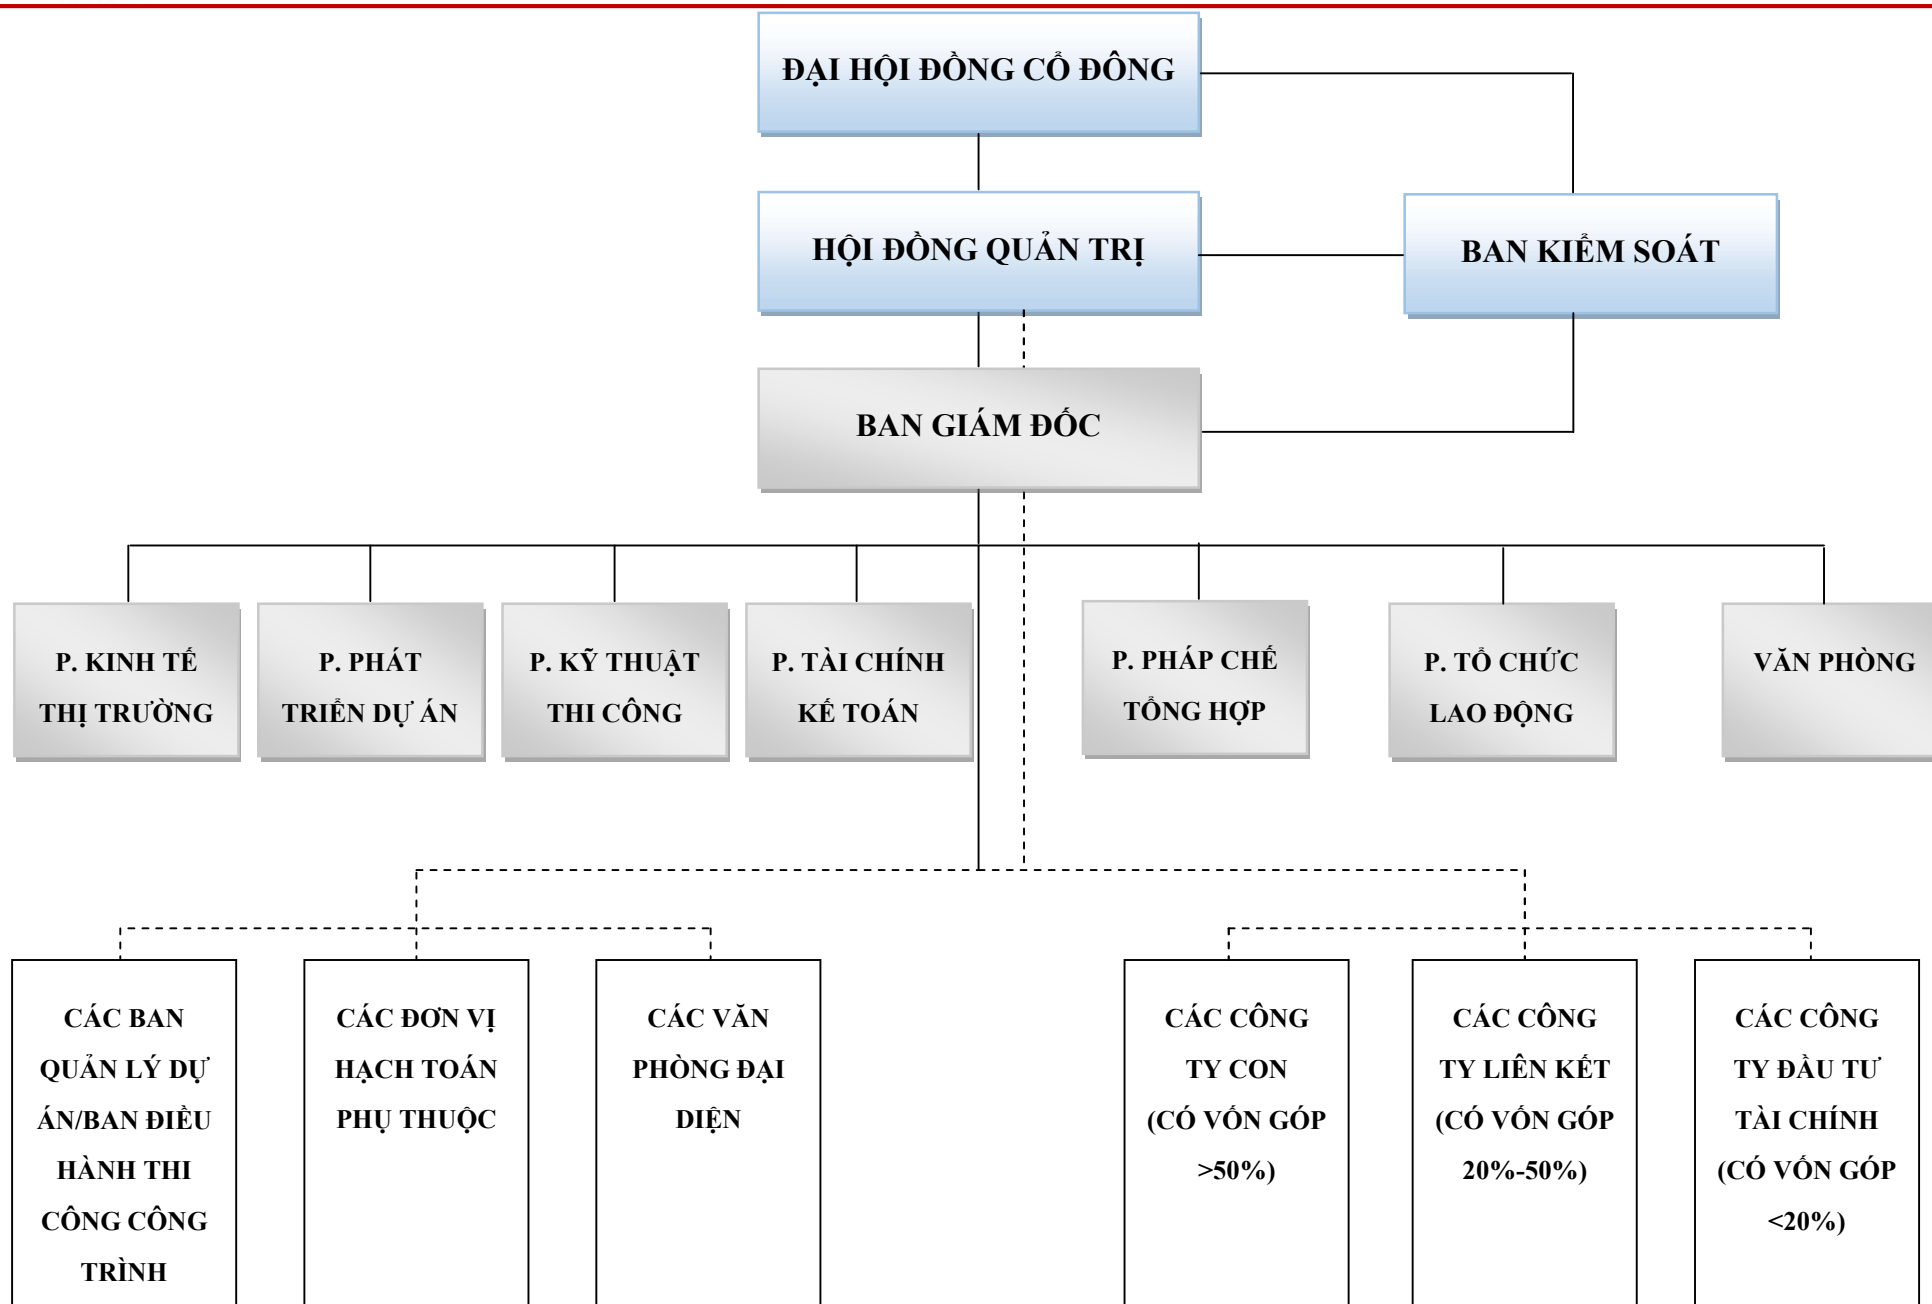 ĐẠI HỘI ĐỒNG CỔ ĐÔNG
HỘI ĐỒNG QUẢN TRỊ
BAN KIỂM SOÁT
BAN GIÁM ĐỐC
P. KINH TẾ
THỊ TRƯỜNG
P. PHÁT
TRIỂN DỰ ÁN
P. KỸ THUẬT
THI CÔNG
P. TÀI CHÍNH
KẾ TOÁN
P. PHÁP CHẾ
TỔNG HỢP
P. TỔ CHỨC
LAO ĐỘNG
VĂN PHÒNG
CÁC BAN
QUẢN LÝ DỰ
ÁN/BAN ĐIỀU
HÀNH THI
CÔNG CÔNG
TRÌNH
CÁC ĐƠN VỊ
HẠCH TOÁN
PHỤ THUỘC
CÁC VĂN
PHÒNG ĐẠI
DIỆN
CÁC CÔNG
TY CON
(CÓ VỐN GÓP
>50%)
CÁC CÔNG
TY LIÊN KẾT
(CÓ VỐN GÓP
20%-50%)
CÁC CÔNG
TY ĐẦU TƯ
TÀI CHÍNH
(CÓ VỐN GÓP
<20%)